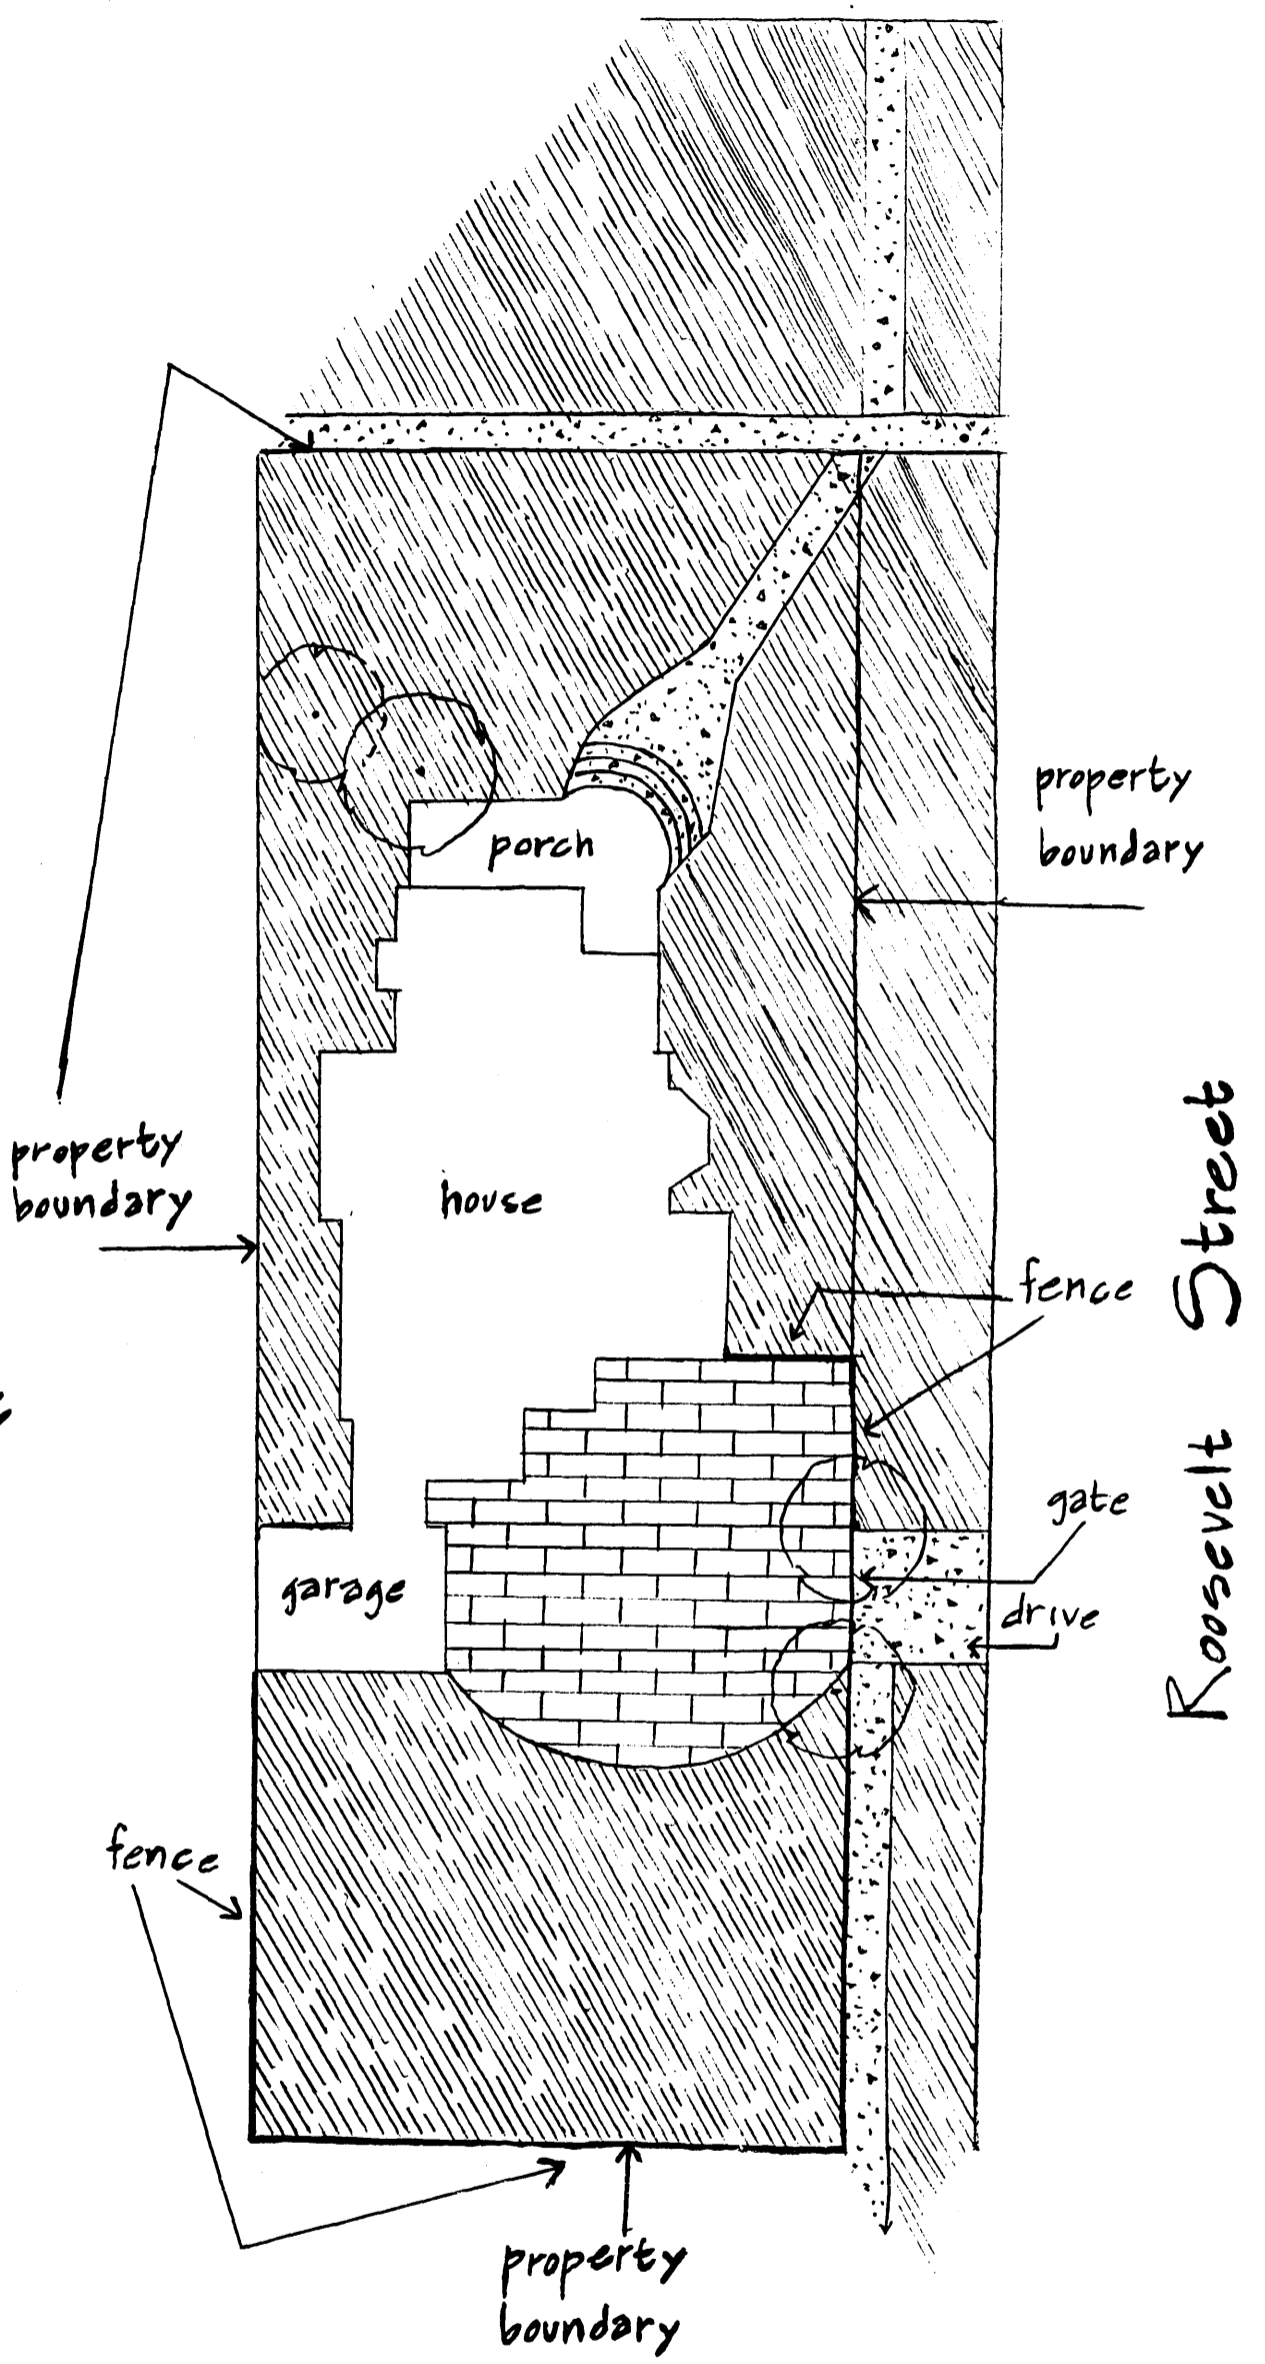 property
boundary
porch
property
boundary
house
fence
gate
garage
drive
fence
property
boundary
Roosevelt Street